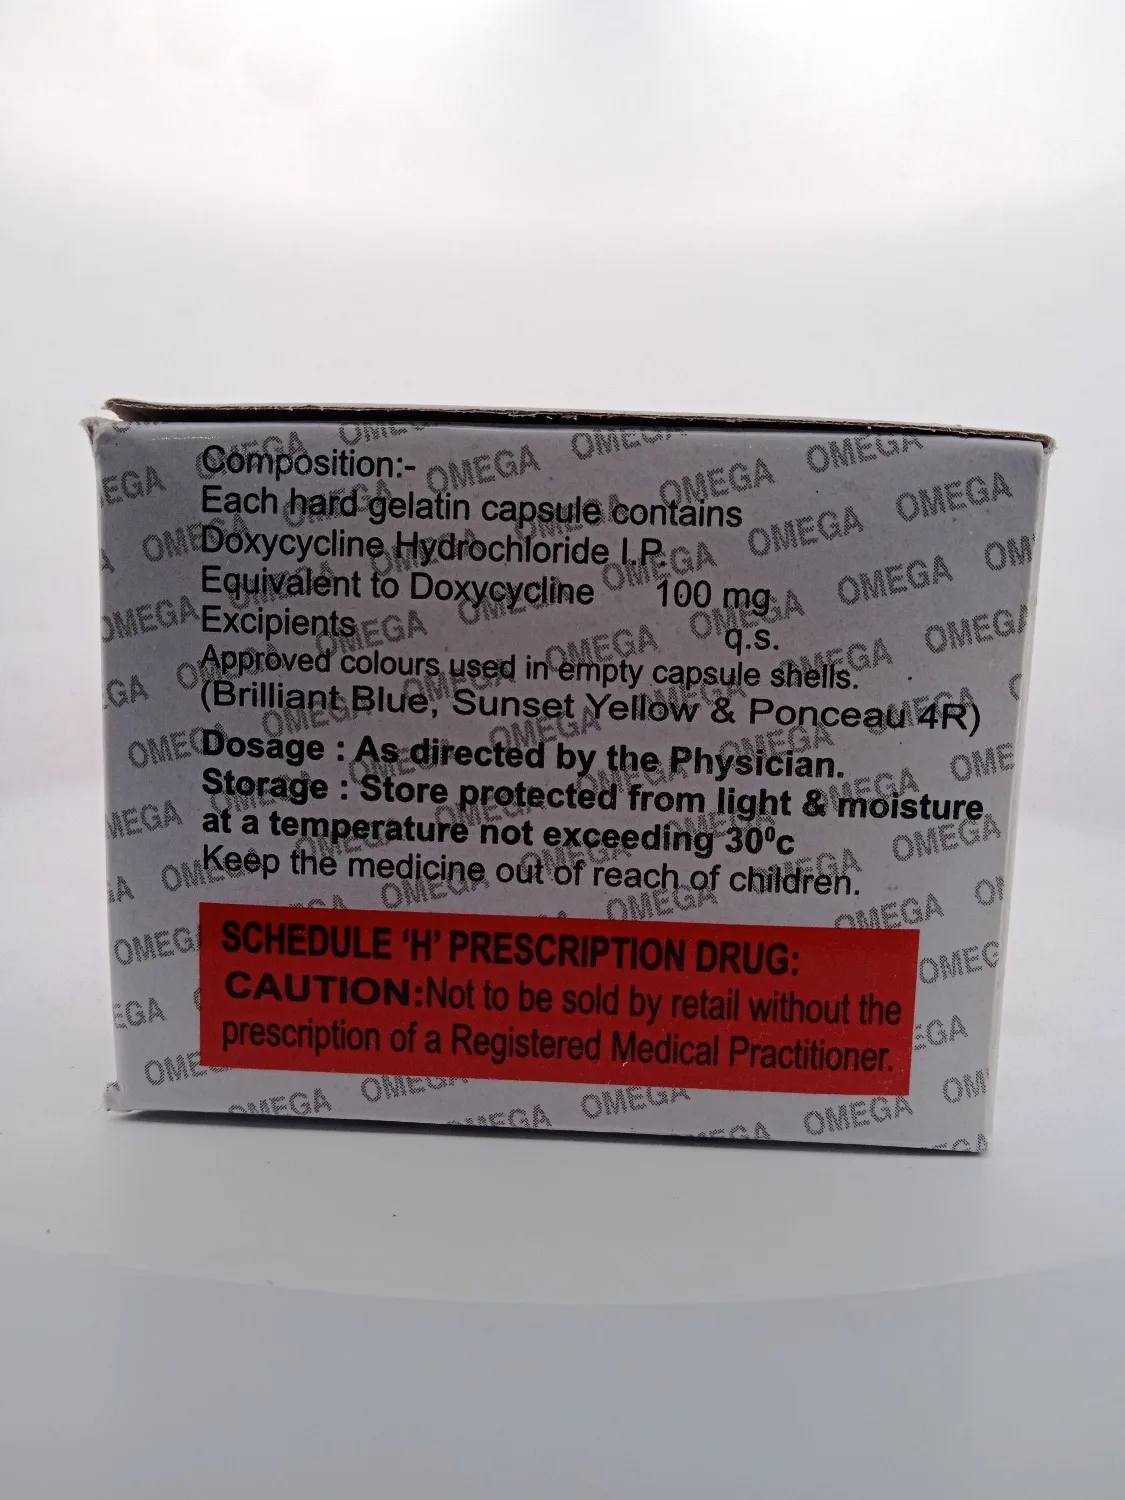 Composition:-
Each hard gelatin capsule contains
Doxycycline Hydrochloride I.P.
Equivalent to Doxycycline 100 mg
Excipients q.s.
Approved colours used in empty capsule shells.
(Brilliant Blue, Sunset Yellow & Ponceau 4R)
Dosage : As directed by the Physician.
Storage : Store protected from light & moisture
at a temperature not exceeding 30⁰c
Keep the medicine out of reach of children.
SCHEDULE ‘H’ PRESCRIPTION DRUG:
CAUTION:Not to be sold by retail without the
prescription of a Registered Medical Practitioner.
OMEGA